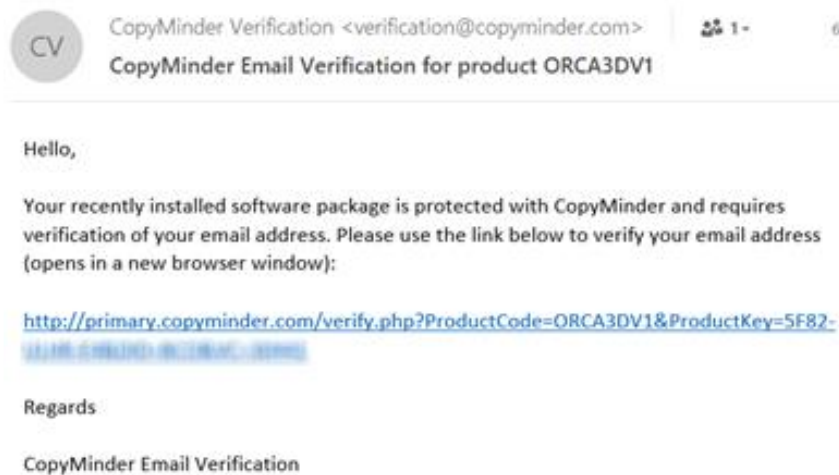 CV
CopyMinder Verification <verification@copyminder.com>
1
6
CopyMinder Email Verification for product ORCA3DV1
Hello,
Your recently installed software package is protected with CopyMinder and requires
verification of your email address. Please use the link below to verify your email address
(opens in a new browser window):
http://primary.copyminder.com/verify.php?ProductCode=ORCA3DV1&ProductKey=5F82-
Regards
CopyMinder Email Verification